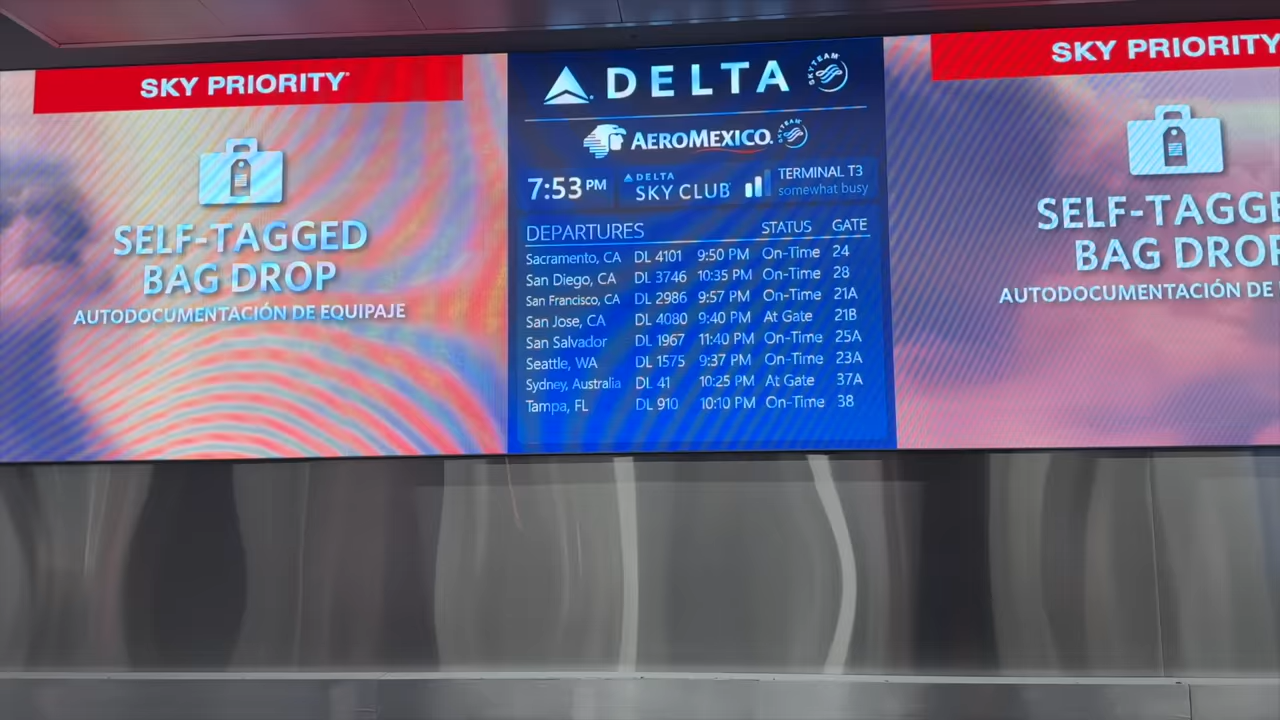 SKY PRIORITY
SELF-TAGGED
BAG DROP
AUTODOCUMENTACIÓN DE EQUIPAJE
DELTA SKYTEAM
AEROMEXICO. SKYTEAM
7:53 PM
DELTA
SKY CLUB
TERMINAL T3
somewhat busy
DEPARTURES STATUS GATE
Sacramento, CA DL 4101 9:50 PM On-Time 24
San Diego, CA DL 3746 10:35 PM On-Time 28
San Francisco, CA DL 2986 9:57 PM On-Time 21A
San Jose, CA DL 4080 9:40 PM At Gate 21B
San Salvador DL 1967 11:40 PM On-Time 25A
Seattle, WA DL 1575 9:37 PM On-Time 23A
Sydney, Australia DL 41 10:25 PM At Gate 37A
Tampa, FL DL 910 10:10 PM On-Time 38
SKY PRIORITY
SELF-TAGGE
BAG DROP
AUTODOCUMENTACIÓN DE